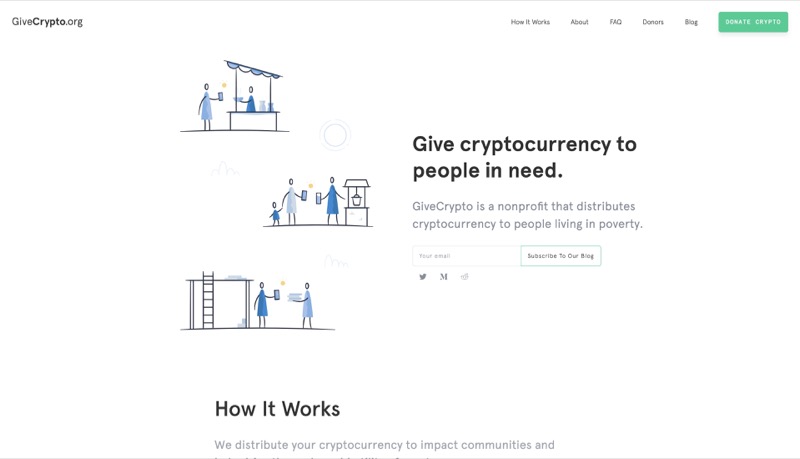 GiveCrypto.org
How It Works
About
FAQ
Donors
Blog
DONATE CRYPTO
Give cryptocurrency to
people in need.
GiveCrypto is a nonprofit that distributes
cryptocurrency to people living in poverty.
Your email
Subscribe To Our Blog
How It Works
We distribute your cryptocurrency to impact communities and